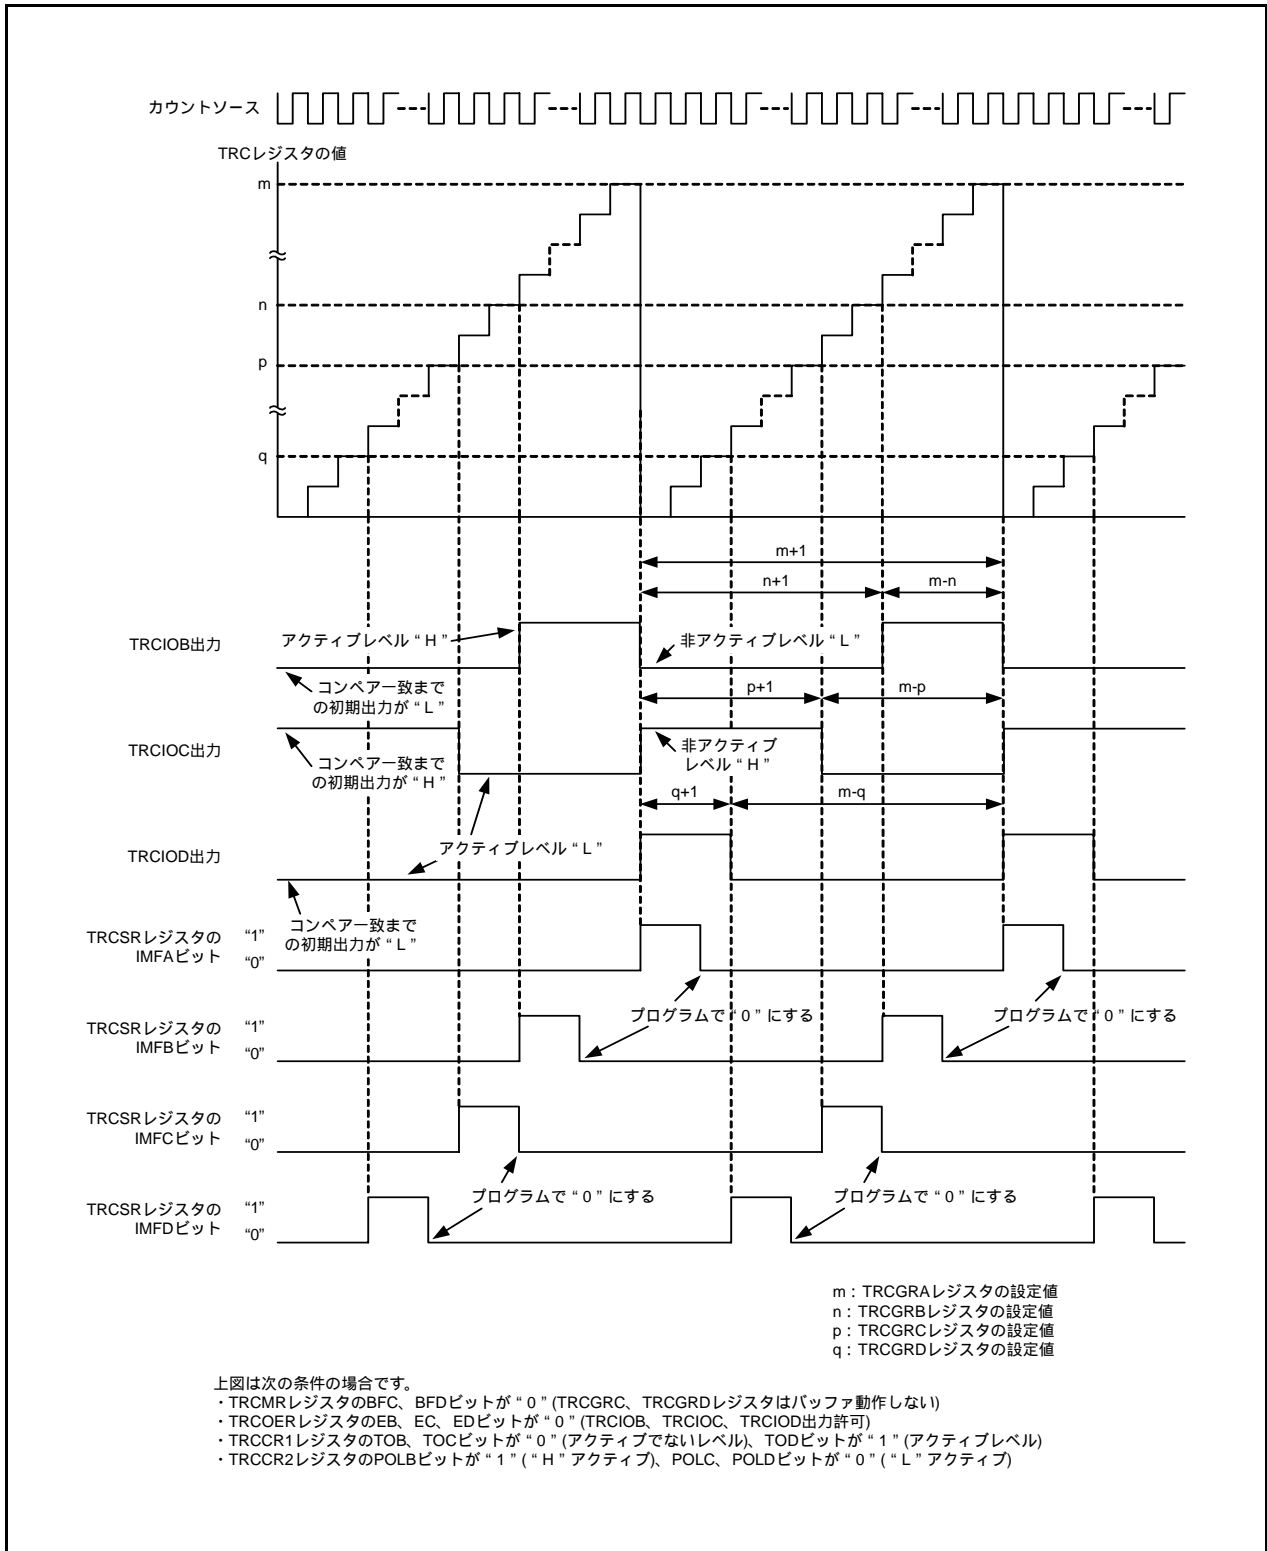 カウントソース
TRCレジスタの値
m
n
p
q
m+1
n+1
m-n
TRCIOB出力
アクティブレベル “ H ”
非アクティブレベル “ L ”
コンペア一致まで
の初期出力が “ L ”
p+1
m-p
TRCIOC出力
コンペア一致まで
の初期出力が “ H ”
非アクティブ
レベル “ H ”
q+1
m-q
TRCIOD出力
アクティブレベル “ L ”
コンペア一致まで
の初期出力が “ L ”
TRCSRレジスタの
IMFAビット
“1”
“0”
プログラムで “ 0 ” にする
プログラムで “ 0 ” にする
TRCSRレジスタの
IMFBビット
“1”
“0”
TRCSRレジスタの
IMFCビット
“1”
“0”
プログラムで “ 0 ” にする
プログラムで “ 0 ” にする
TRCSRレジスタの
IMFDビット
“1”
“0”
m : TRCGRAレジスタの設定値
n : TRCGRBレジスタの設定値
p : TRCGRCレジスタの設定値
q : TRCGRDレジスタの設定値
上図は次の条件の場合です。
・TRCMRレジスタのBFC、BFDビットが “ 0 ” (TRCGRC、TRCGRDレジスタはバッファ動作しない)
・TRCOERレジスタのEB、EC、EDビットが “ 0 ” (TRCIOB、TRCIOC、TRCIOD出力許可)
・TRCCR1レジスタのTOB、TOCビットが “ 0 ” (アクティブでないレベル)、TODビットが “ 1 ” (アクティブレベル)
・TRCCR2レジスタのPOLBビットが “ 1 ” ( “ H ” アクティブ)、POLC、POLDビットが “ 0 ” ( “ L ” アクティブ)